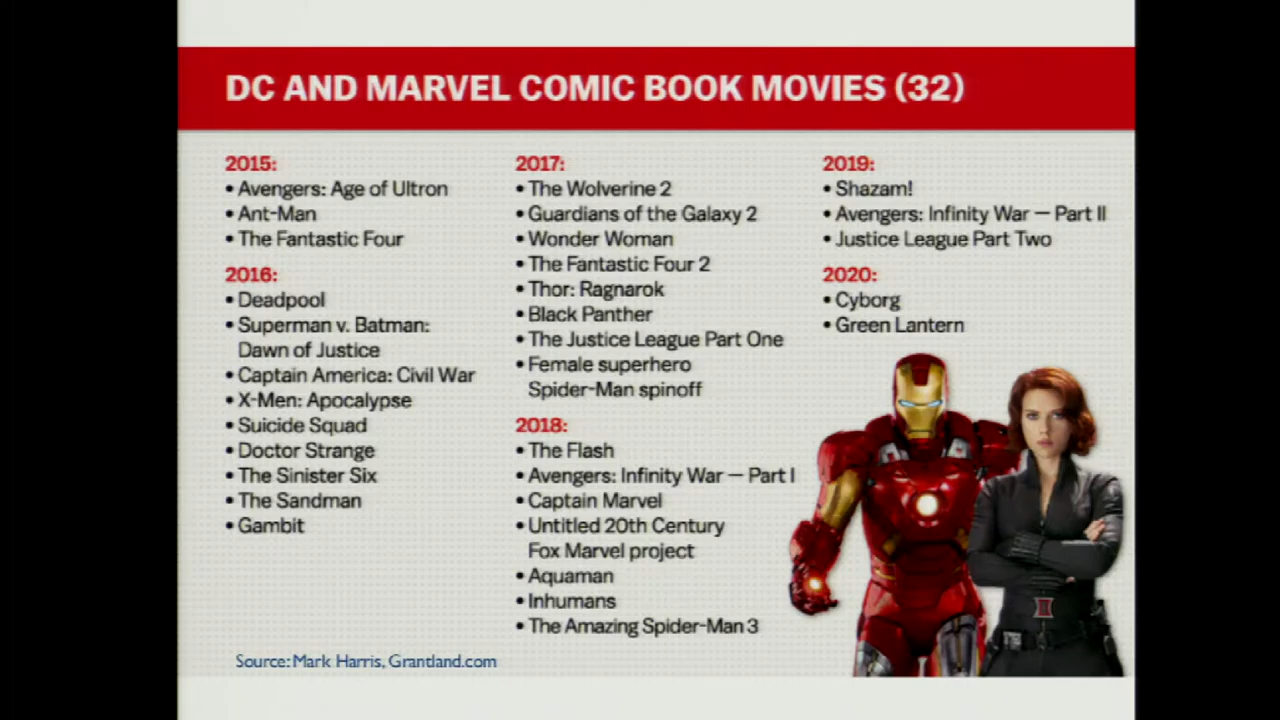 DC AND MARVEL COMIC BOOK MOVIES (32)
2015:
• Avengers: Age of Ultron
• Ant-Man
• The Fantastic Four
2016:
• Deadpool
• Superman v. Batman:
Dawn of Justice
• Captain America: Civil War
• X-Men: Apocalypse
• Suicide Squad
• Doctor Strange
• The Sinister Six
• The Sandman
• Gambit
2017:
• The Wolverine 2
• Guardians of the Galaxy 2
• Wonder Woman
• The Fantastic Four 2
• Thor: Ragnarok
• Black Panther
• The Justice League Part One
• Female superhero
Spider-Man spinoff
2018:
• The Flash
• Avengers: Infinity War — Part I
• Captain Marvel
• Untitled 20th Century
Fox Marvel project
• Aquaman
• Inhumans
• The Amazing Spider-Man 3
2019:
• Shazam!
• Avengers: Infinity War — Part II
• Justice League Part Two
2020:
• Cyborg
• Green Lantern
Source: Mark Harris, Grantland.com